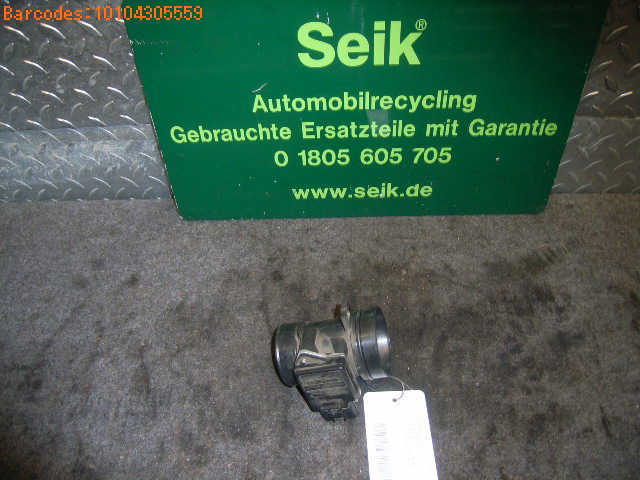 Barcodes:10104305559
Seik®
Automobilrecycling
Gebrauchte Ersatzteile mit Garantie
0 1805 605 705
www.seik.de